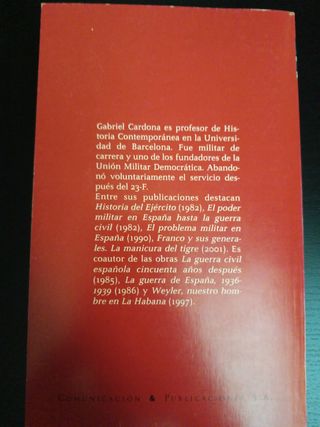 Gabriel Cardona es profesor de His-
toria Contemporánea en la Universi-
dad de Barcelona. Fue militar de
carrera y uno de los fundadores de la
Unión Militar Democrática. Abando-
nó voluntariamente el servicio des-
pués del 23-F.
Entre sus publicaciones destacan
Historia del Ejército (1982), El poder
militar en España hasta la guerra
civil (1982), El problema militar en
España (1990), Franco y sus genera-
les. La manicura del tigre (2001). Es
coautor de las obras La guerra civil
española cincuenta años después
(1985), La guerra de España, 1936-
1939 (1986) y Weyler, nuestro hom-
bre en La Habana (1997).
COMUNICACIÓN & PUBLICACIONES S.A.